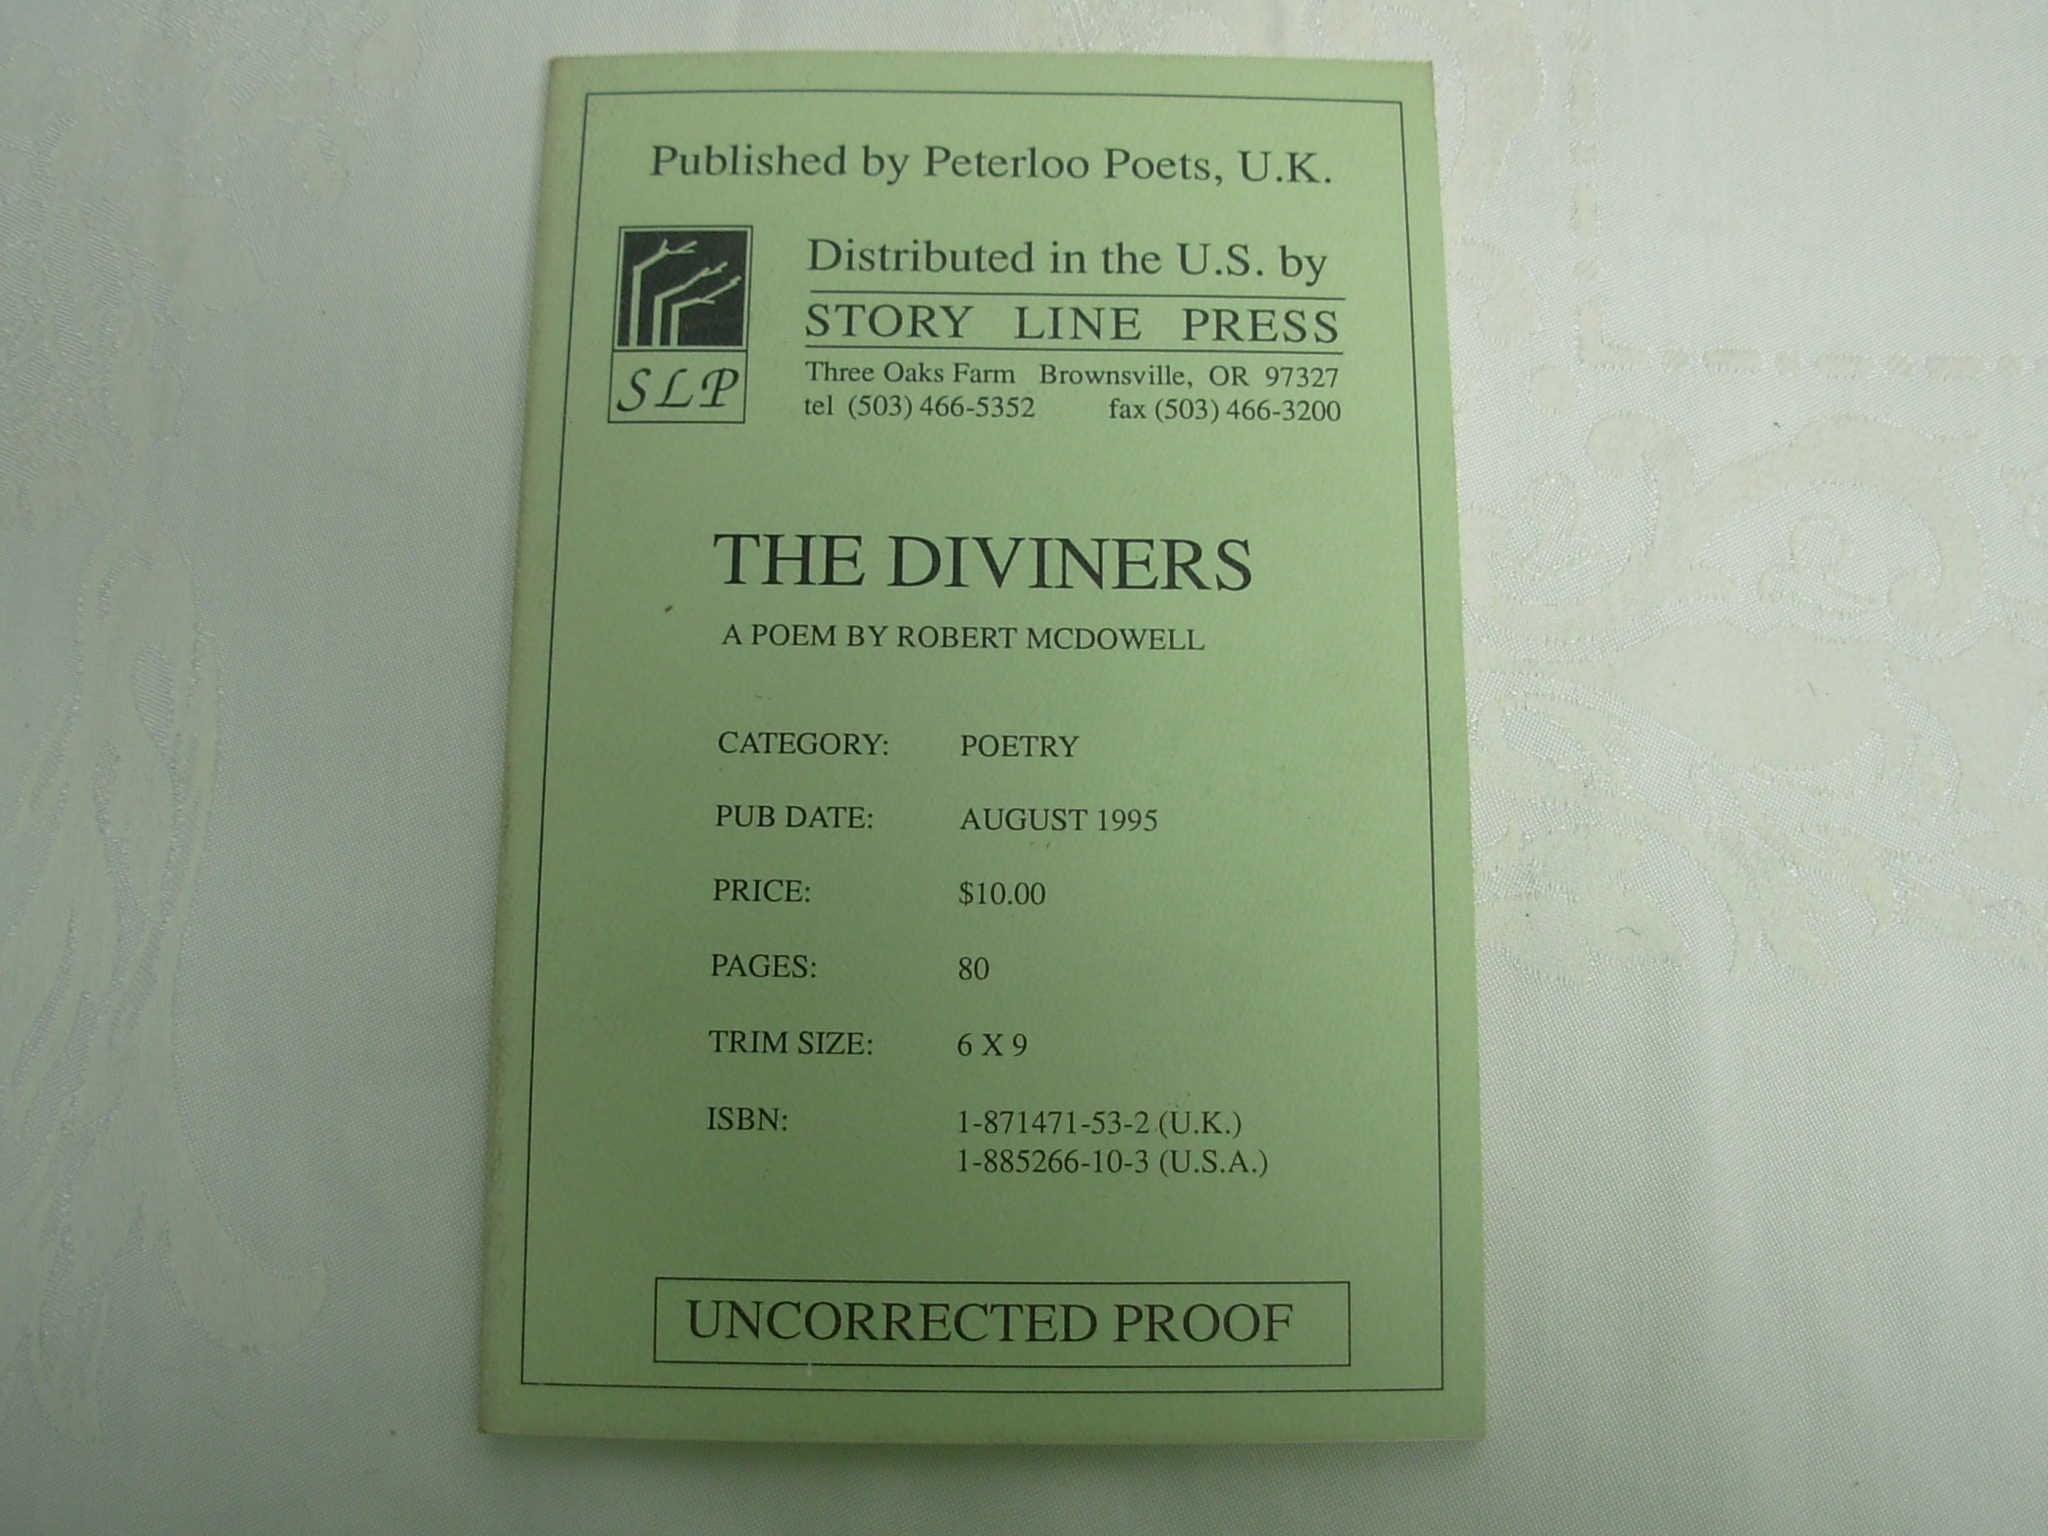 Published by Peterloo Poets, U.K.
Distributed in the U.S. by
STORY LINE PRESS
Three Oaks Farm Brownsville, OR 97327
tel (503) 466-5352 fax (503) 466-3200
SLP
THE DIVINERS
A POEM BY ROBERT MCDOWELL
CATEGORY: POETRY
PUB DATE: AUGUST 1995
PRICE: $10.00
PAGES: 80
TRIM SIZE: 6 X 9
ISBN: 1-871471-53-2 (U.K.)
1-885266-10-3 (U.S.A.)
UNCORRECTED PROOF